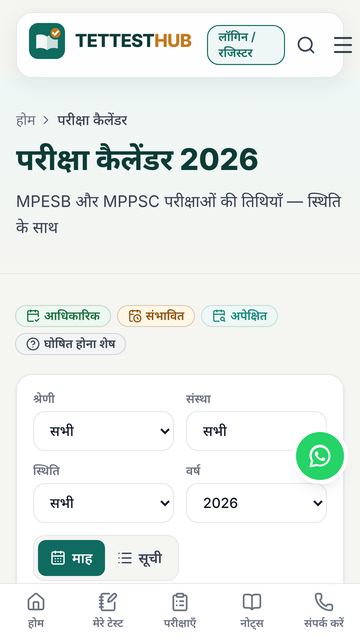 TETTESTHUB
लॉगिन /
रजिस्टर
होम > परीक्षा कैलेंडर
परीक्षा कैलेंडर 2026
MPESB और MPPSC परीक्षाओं की तिथियाँ — स्थिति
के साथ
आधिकारिक
संभावित
अपेक्षित
घोषित होना शेष
श्रेणी
संस्था
सभी
सभी
स्थिति
वर्ष
सभी
2026
माह
सूची
होम
मेरे टेस्ट
परीक्षाएँ
नोट्स
संपर्क करें